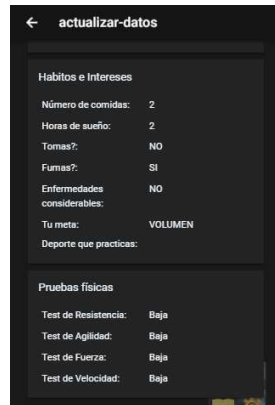 ← actualizar-datos
Habitos e Intereses
Número de comidas: 2
Horas de sueño: 2
Tomas?: NO
Fumas?: SI
Enfermedades NO
considerables:
Tu meta: VOLUMEN
Deporte que practicas:
Pruebas físicas
Test de Resistencia: Baja
Test de Agilidad: Baja
Test de Fuerza: Baja
Test de Velocidad: Baja